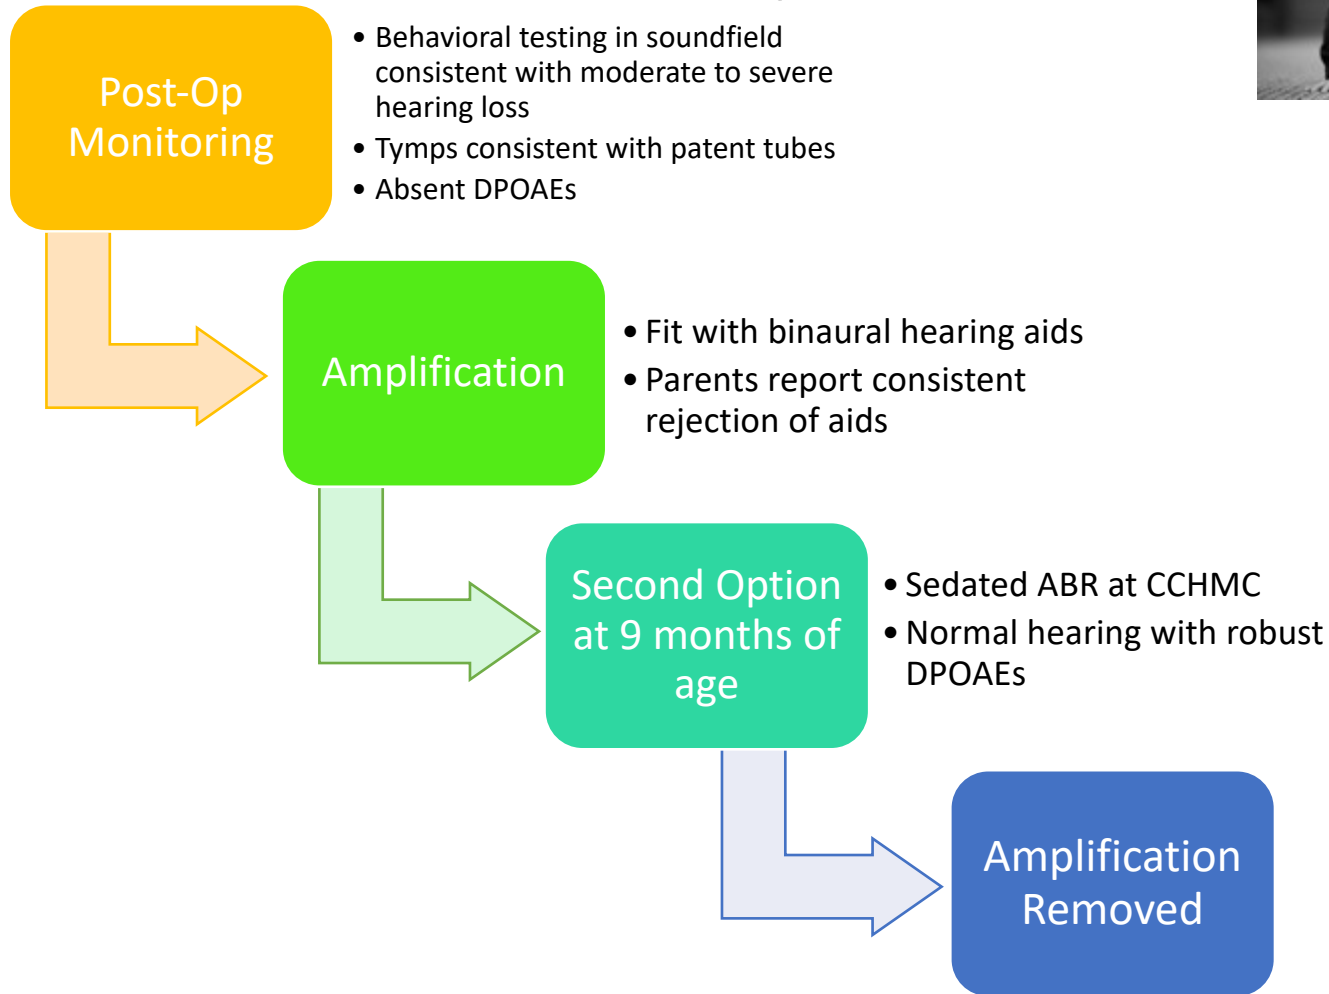 Post-Op
Monitoring
• Behavioral testing in soundfield
consistent with moderate to severe
hearing loss
• Tymps consistent with patent tubes
• Absent DPOAEs
Amplification
• Fit with binaural hearing aids
• Parents report consistent
rejection of aids
Second Option
at 9 months of
age
• Sedated ABR at CCHMC
• Normal hearing with robust
DPOAEs
Amplification
Removed